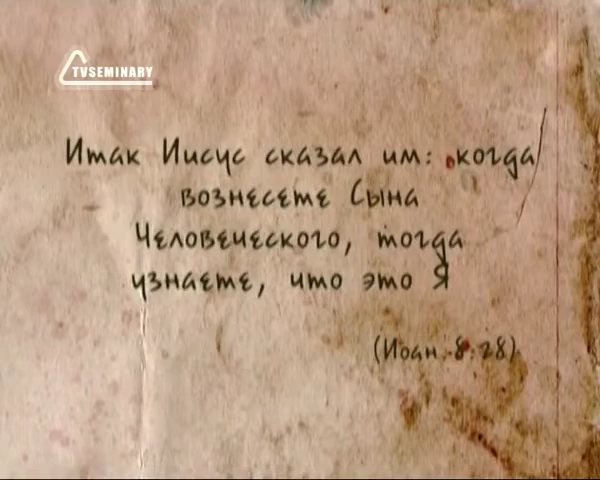 TVSEMINARY
Итак Иисус сказал им: когда
вознесете Сына
Человеческого, тогда
узнаете, что это Я
(Иоан. 8:28)